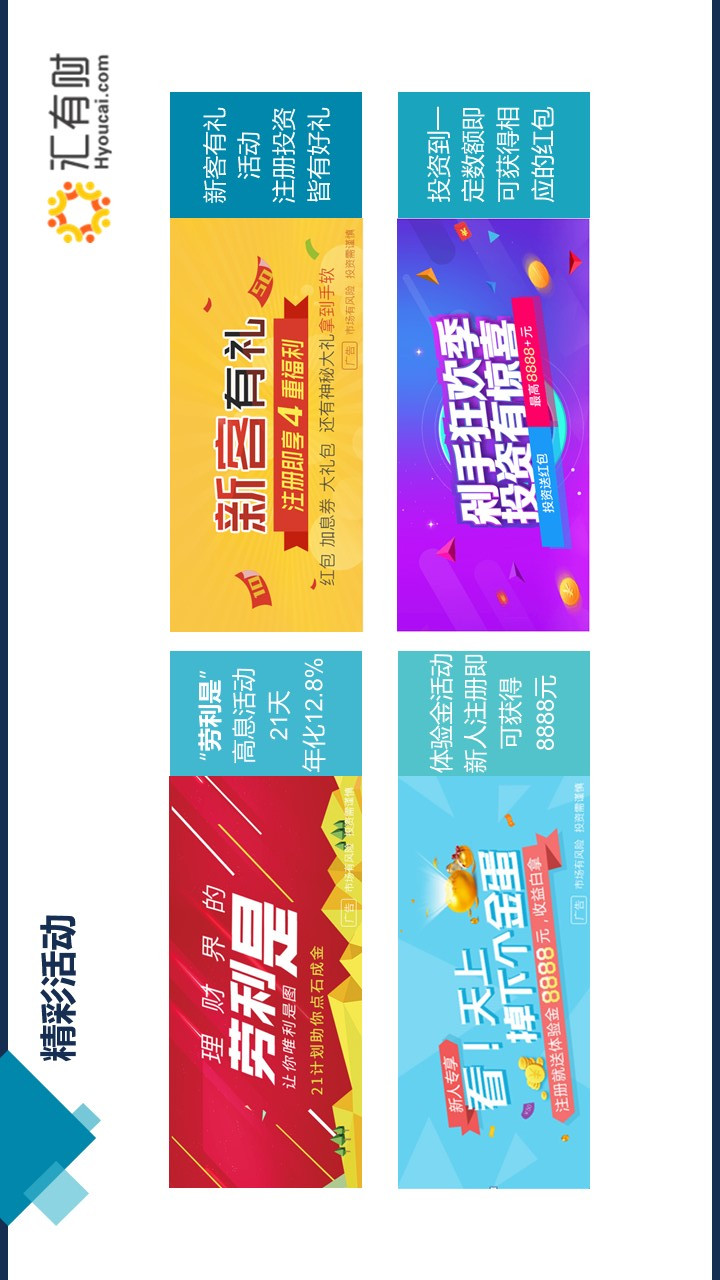 精彩活动
汇有财
Hyoucai.com
理财界的
劳利是
让你唯利是图
21计划助你点石成金
广告 市场有风险 投资需谨慎
“劳利是”
高息活动
21天
年化12.8%
新客有礼
注册即享4重福利
红包 加息券 大礼包 还有神秘大礼拿到手软
广告 市场有风险 投资需谨慎
10
50
新客有礼
活动
注册投资
皆有好礼
新人专享
看！天上
掉下个金蛋
注册就送体验金8888元，收益白拿
广告 市场有风险 投资需谨慎
体验金活动
新人注册即
可获得
8888元
剁手狂欢季
投资有惊喜
投资送红包 最高8888+元
投资到一
定数额即
可获得相
应的红包